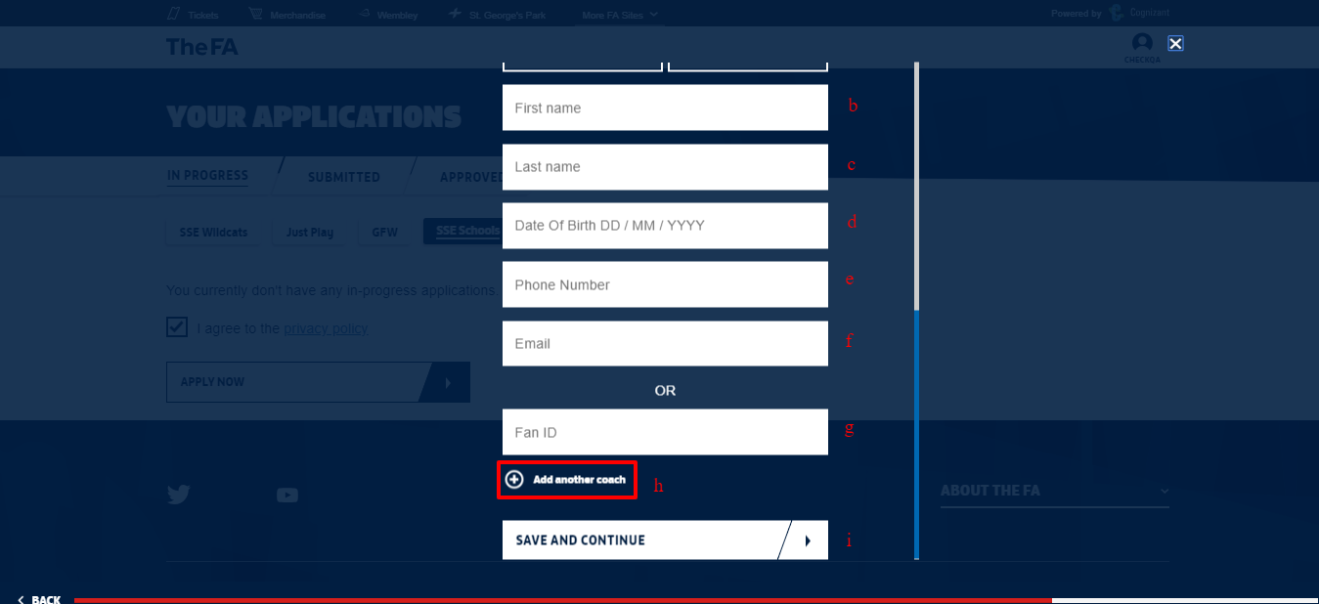 Tickets Merchandise Wembley St. George's Park More FA Sites Powered by Cognizant
TheFA
CHECKGA
First name b
YOUR APPLICATIONS
Last name c
IN PROGRESS SUBMITTED APPROVED
Date Of Birth DD / MM / YYYY d
SSE Wildcats Just Play GFW SSE Schools
Phone Number e
You currently don't have any in-progress applications.
I agree to the privacy policy
Email f
APPLY NOW
OR
Fan ID g
Add another coach h
ABOUT THE FA
SAVE AND CONTINUE i
< BACK